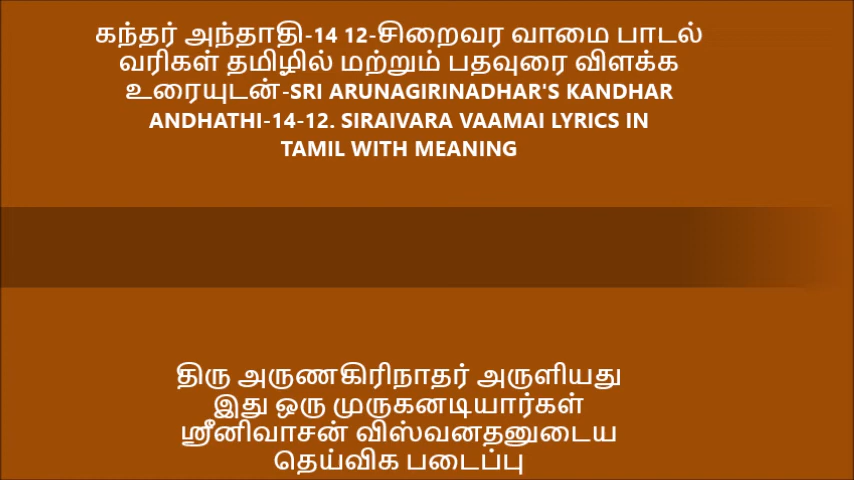 கந்தர் அந்தாதி-14 12-சிறைவர வாமை பாடல்
வரிகள் தமிழில் மற்றும் பதவுரை விளக்க
உரையுடன்-SRI ARUNAGIRINADHAR'S KANDHAR
ANDHATHI-14-12. SIRAIVARA VAAMAI LYRICS IN
TAMIL WITH MEANING
திரு அருணகிரிநாதர் அருளியது
இது ஒரு முருகனடியார்கள்
ஸ்ரீனிவாசன் விஸ்வனதனுடைய
தெய்விக படைப்பு